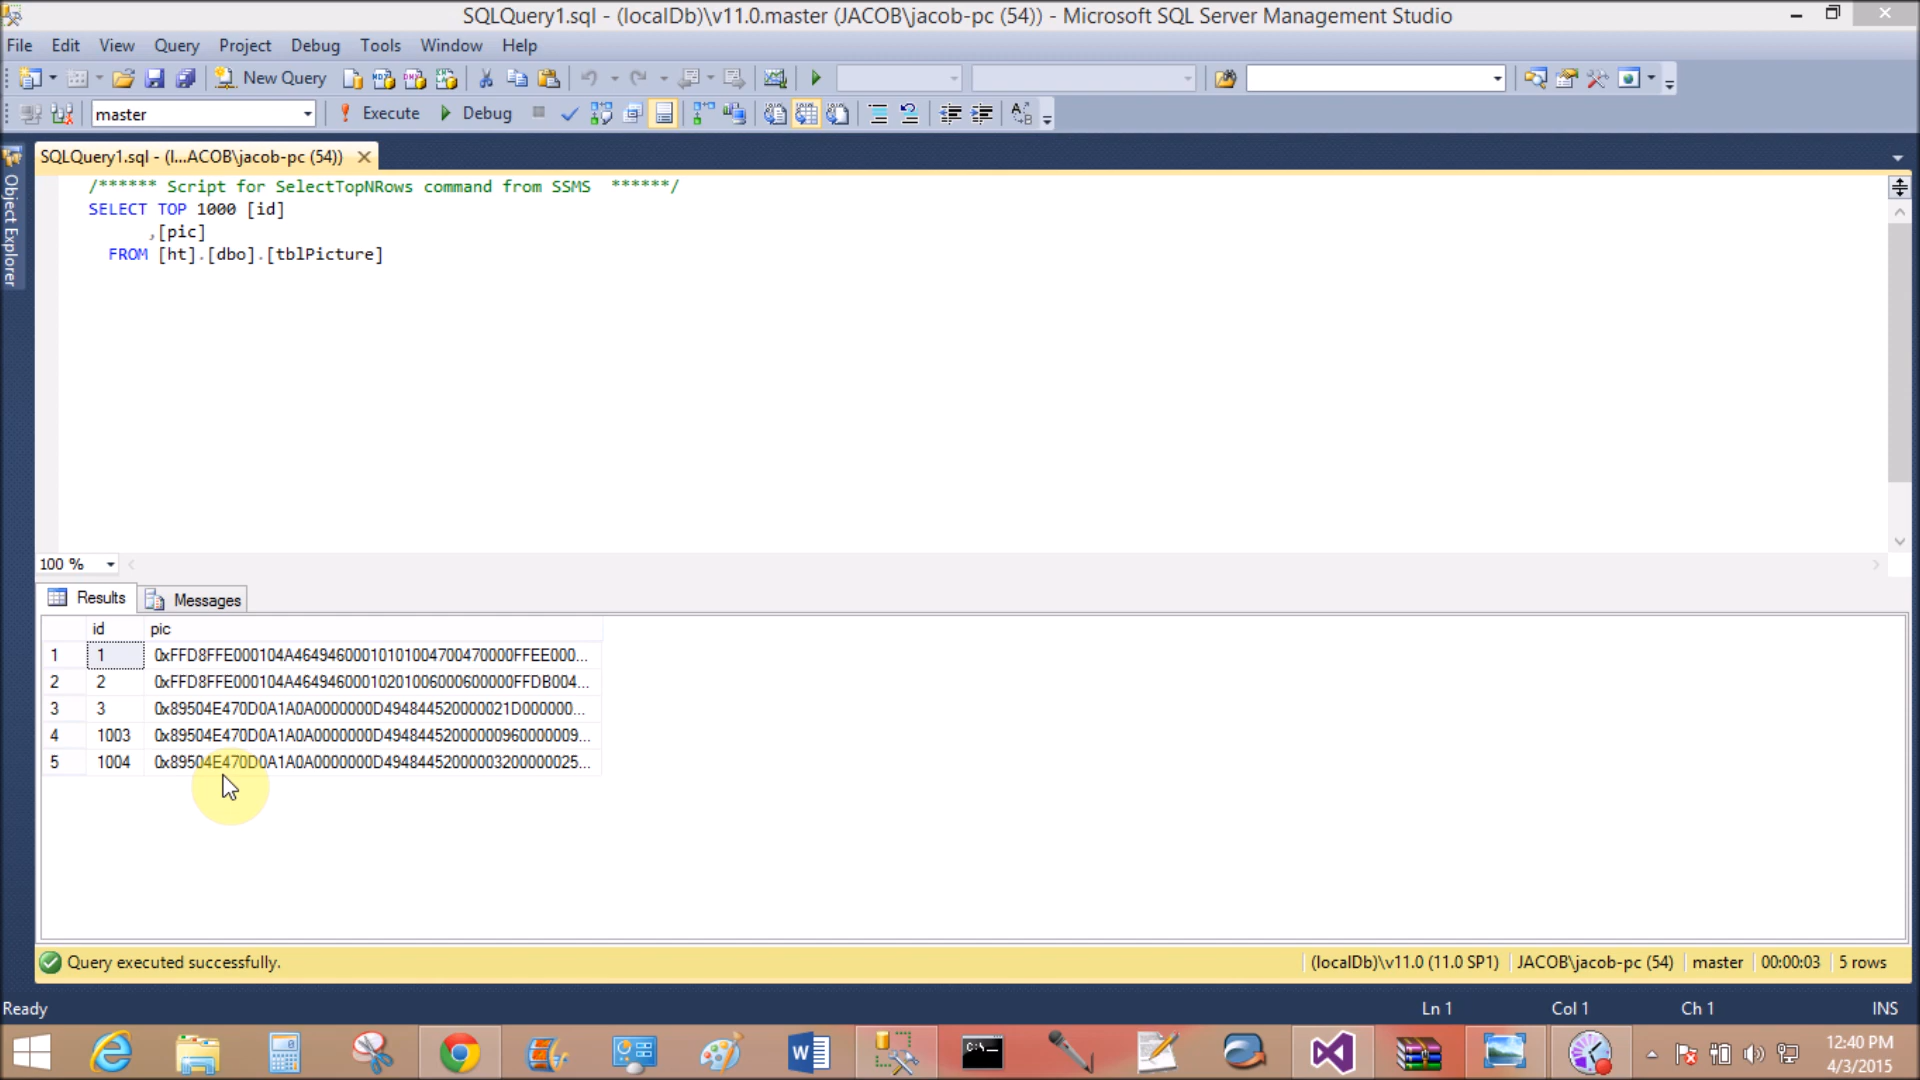 SQLQuery1.sql - (localDb)\v11.0.master (JACOB\jacob-pc (54)) - Microsoft SQL Server Management Studio
File Edit View Query Project Debug Tools Window Help
New Query
master Execute Debug
SQLQuery1.sql - (l...ACOB\jacob-pc (54))
Object Explorer
/****** Script for SelectTopNRows command from SSMS ******/
SELECT TOP 1000 [id]
,[pic]
FROM [ht].[dbo].[tblPicture]
100 %
Results Messages
id pic
1 1 0xFFD8FFE000104A46494600010101004700470000FFEE000...
2 2 0xFFD8FFE000104A46494600010201006000600000FFDB004...
3 3 0x89504E470D0A1A0A0000000D494844520000021D000000...
4 1003 0x89504E470D0A1A0A0000000D49484452000000960000009...
5 1004 0x89504E470D0A1A0A0000000D494844520000032000000025...
Query executed successfully. (localDb)\v11.0 (11.0 SP1) JACOB\jacob-pc (54) master 00:00:03 5 rows
Ready Ln 1 Col 1 Ch 1 INS
12:40 PM
4/3/2015